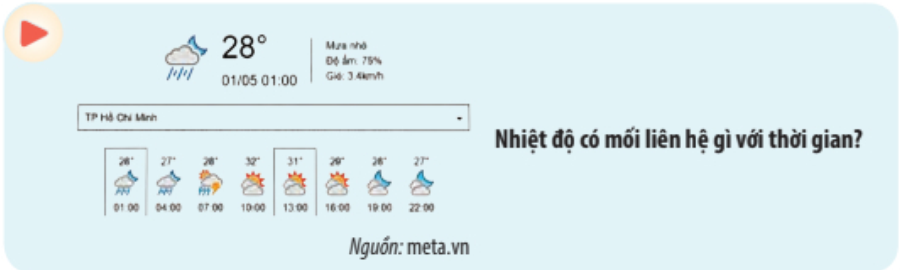 28°
01/05 01:00
Mưa nhỏ
Độ ẩm: 75%
Gió: 3.4km/h
TP Hồ Chí Minh
28° 27° 28° 32° 31° 29° 28° 27°
01:00 04:00 07:00 10:00 13:00 16:00 19:00 22:00
Nguồn: meta.vn
Nhiệt độ có mối liên hệ gì với thời gian?